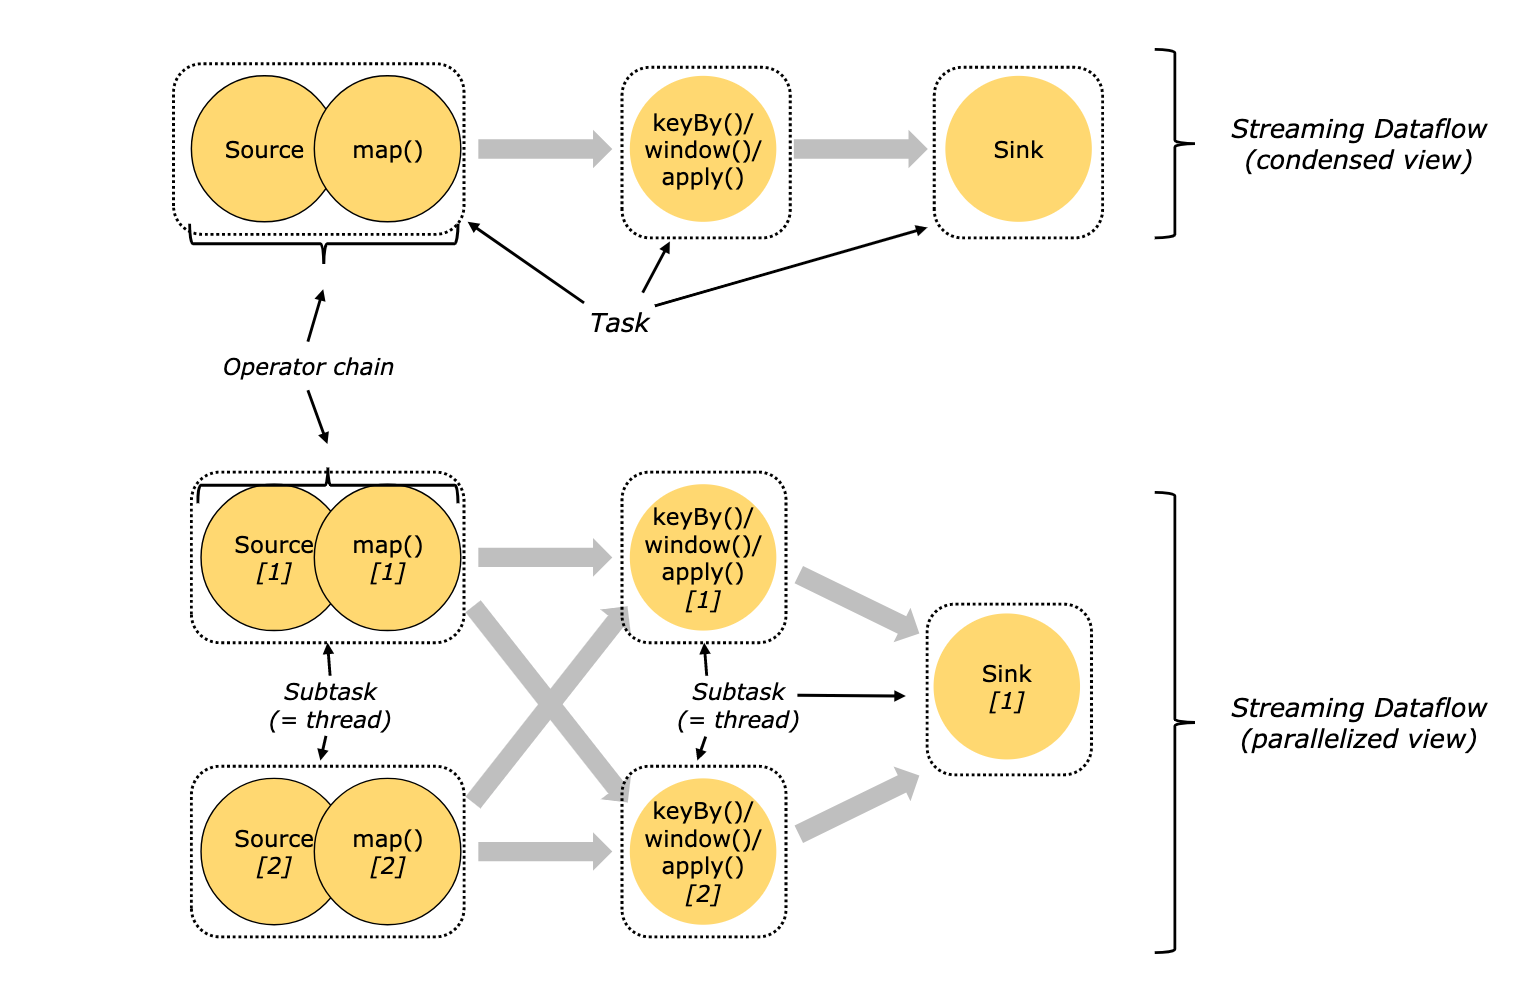 Source
map()
keyBy()/
window()/
apply()
Sink
Streaming Dataflow
(condensed view)
Task
Operator chain
Source
[1]
map()
[1]
keyBy()/
window()/
apply()
[1]
Subtask
(= thread)
Subtask
(= thread)
Sink
[1]
Streaming Dataflow
(parallelized view)
Source
[2]
map()
[2]
keyBy()/
window()/
apply()
[2]